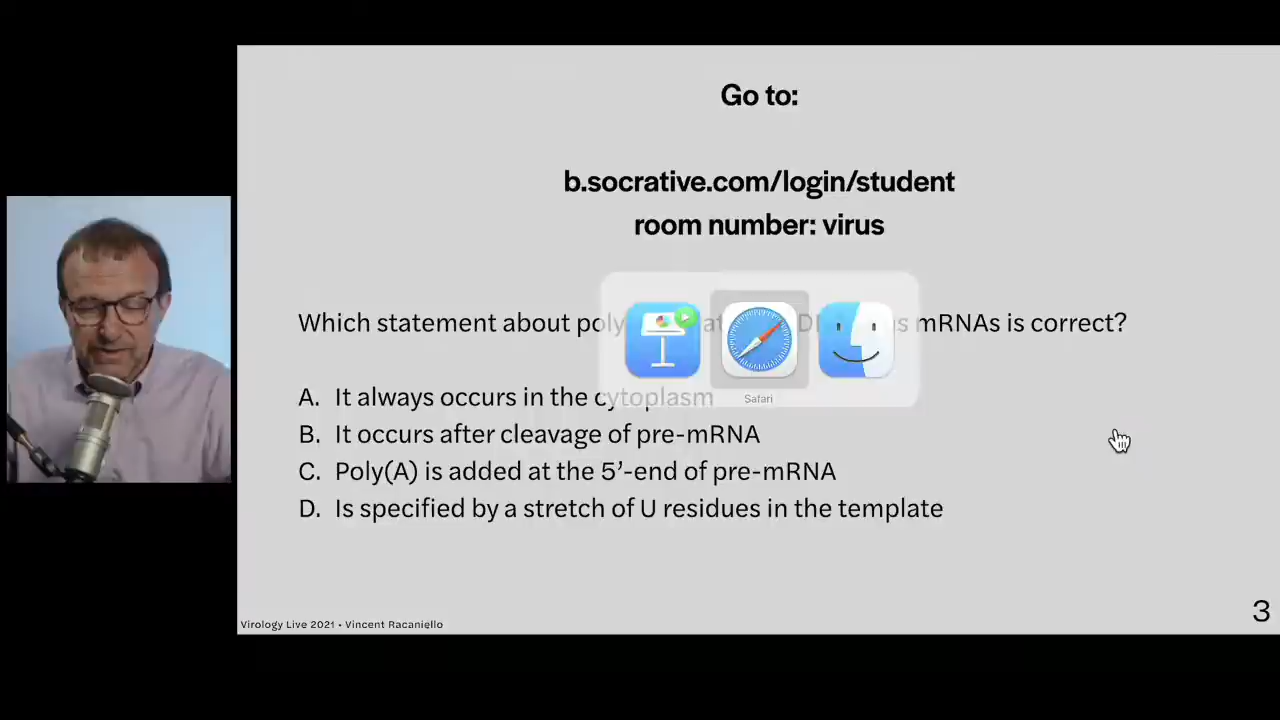 Go to:
b.socrative.com/login/student
room number: virus
Which statement about mRNAs is correct?
A. It always occurs in the cytoplasm
B. It occurs after cleavage of pre-mRNA
C. Poly(A) is added at the 5’-end of pre-mRNA
D. Is specified by a stretch of U residues in the template
Safari
Virology Live 2021 • Vincent Racaniello
3